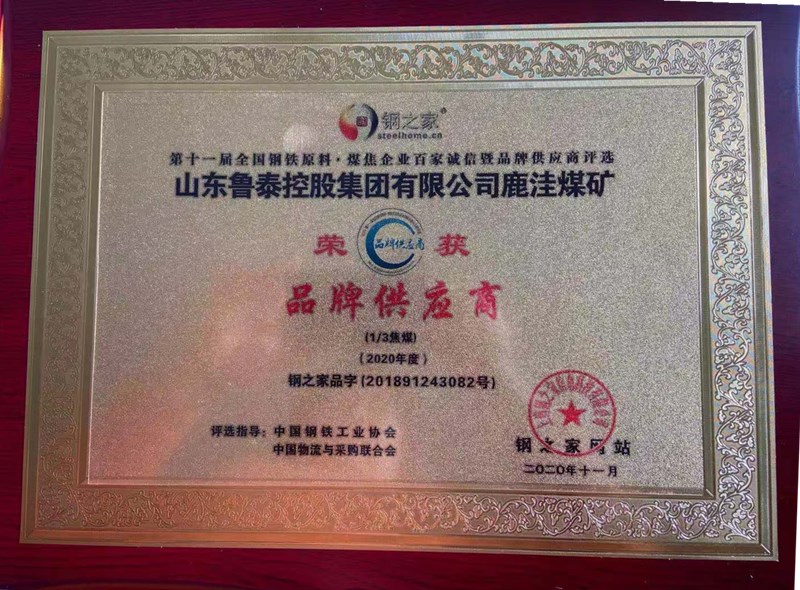 钢之家®
steelhome.cn
第十一届全国钢铁原料·煤焦企业百家诚信暨品牌供应商评选
山东鲁泰控股集团有限公司鹿洼煤矿
荣 品牌供应商 获
品牌供应商
(1/3焦煤)
(2020年度)
钢之家品字(201891243082号)
评选指导：中国钢铁工业协会
中国物流与采购联合会
钢之家网站
二〇二〇年十一月